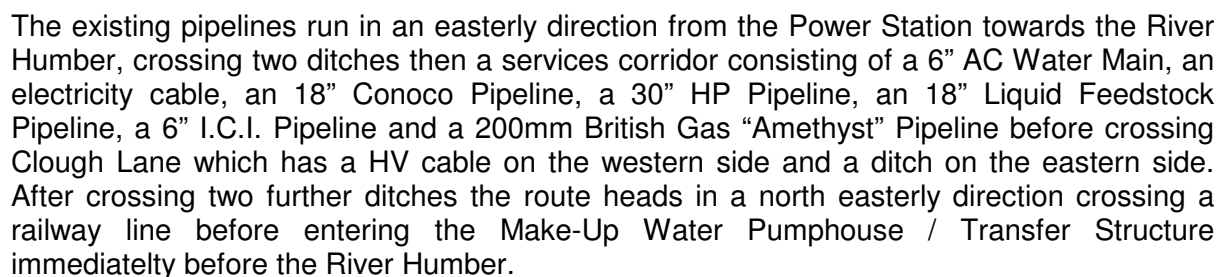 The existing pipelines run in an easterly direction from the Power Station towards the River
Humber, crossing two ditches then a services corridor consisting of a 6” AC Water Main, an
electricity cable, an 18” Conoco Pipeline, a 30” HP Pipeline, an 18” Liquid Feedstock
Pipeline, a 6” I.C.I. Pipeline and a 200mm British Gas “Amethyst” Pipeline before crossing
Clough Lane which has a HV cable on the western side and a ditch on the eastern side.
After crossing two further ditches the route heads in a north easterly direction crossing a
railway line before entering the Make-Up Water Pumphouse / Transfer Structure
immediatelty before the River Humber.